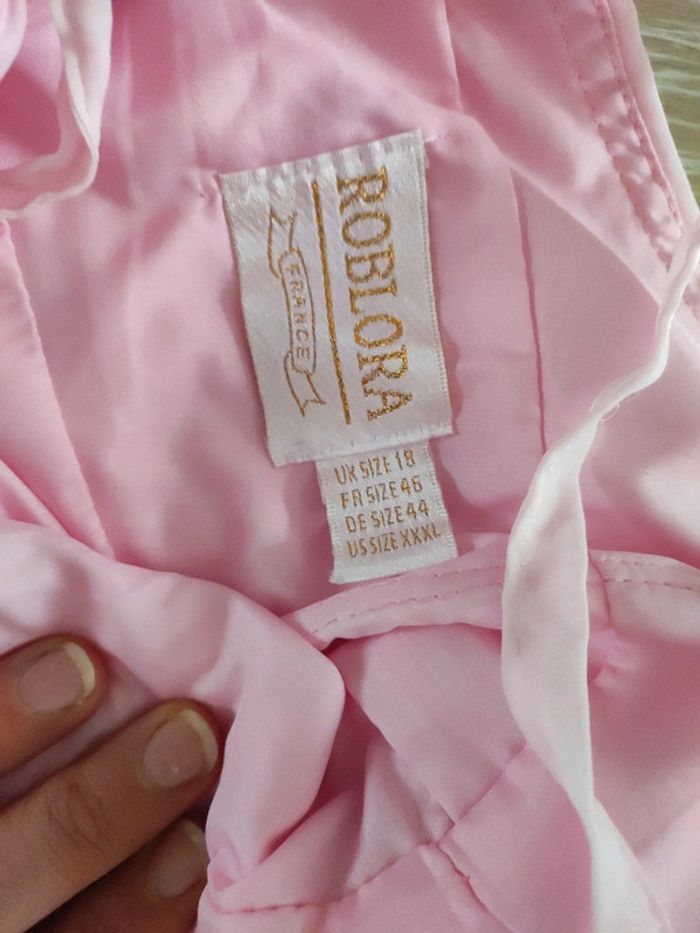 ROBLORA
FRANCE
UK SIZE 18
FR SIZE 46
DE SIZE 44
US SIZE XXXL